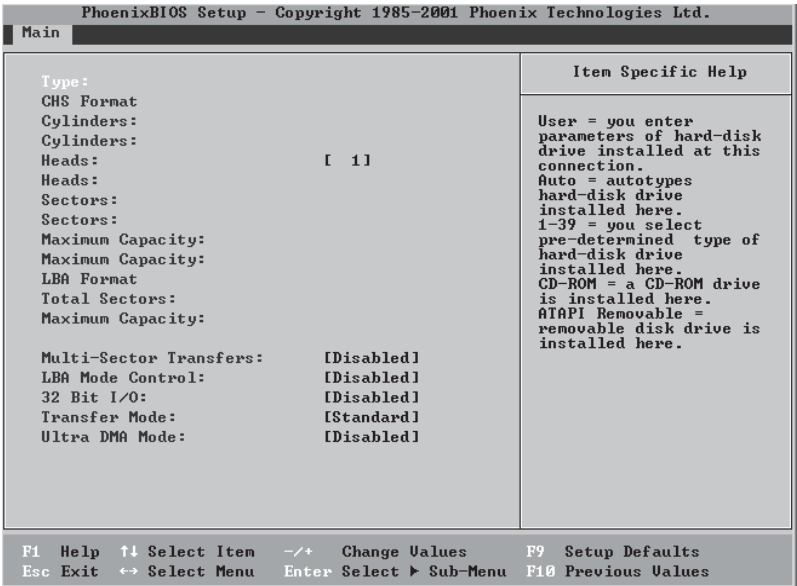 PhoenixBIOS Setup - Copyright 1985-2001 Phoenix Technologies Ltd.
Main
Type:
CHS Format
Cylinders:
Cylinders:
Heads: [ 1]
Heads:
Sectors:
Sectors:
Maximum Capacity:
Maximum Capacity:
LBA Format
Total Sectors:
Maximum Capacity:
Multi-Sector Transfers: [Disabled]
LBA Mode Control: [Disabled]
32 Bit I/O: [Disabled]
Transfer Mode: [Standard]
Ultra DMA Mode: [Disabled]
Item Specific Help
User = you enter
parameters of hard-disk
drive installed at this
connection.
Auto = autotypes
hard-disk drive
installed here.
1-39 = you select
pre-determined type of
hard-disk drive
installed here.
CD-ROM = a CD-ROM drive
is installed here.
ATAPI Removable =
removable disk drive is
installed here.
F1 Help ↑↓ Select Item -/+ Change Values F9 Setup Defaults
Esc Exit ↔ Select Menu Enter Select ▶ Sub-Menu F10 Previous Values